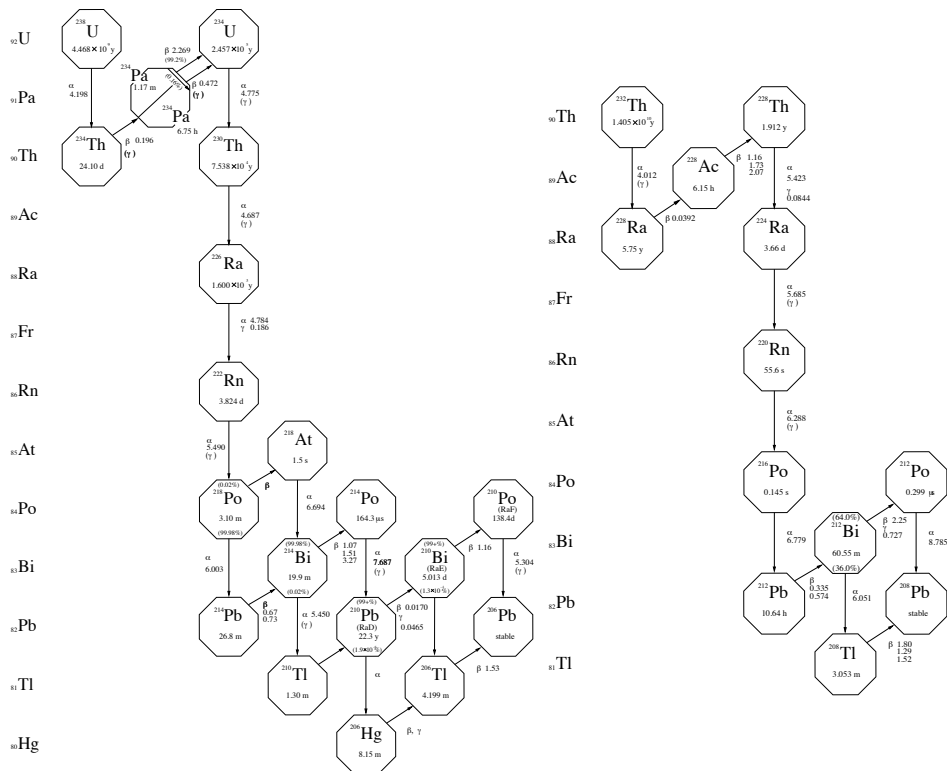 ₉₂U
²³⁸U
4.468×10⁹y
²³⁴U
2.457×10⁵y
β 2.269
(99.2%)
(0.16%)
²³⁴Pa
1.17 m
β 0.472
(γ)
₉₁Pa
α
4.198
²³⁴Pa
6.75 h
α
4.775
(γ)
₉₀Th
²³⁴Th
24.10 d
β 0.196
(γ)
²³⁰Th
7.538×10⁴y
₈₉Ac
α
4.687
(γ)
₈₈Ra
²²⁶Ra
1.600×10³y
₈₇Fr
α 4.784
γ 0.186
₈₆Rn
²²²Rn
3.824 d
₈₅At
α
5.490
(γ)
²¹⁸At
1.5 s
₈₄Po
(0.02%)
²¹⁸Po
3.10 m
(99.98%)
β
α
6.694
²¹⁴Po
164.3 μs
²¹⁰Po
(RaF)
138.4d
₈₃Bi
α
6.003
(99.98%)
²¹⁴Bi
19.9 m
(0.02%)
β 1.07
1.51
3.27
α
7.687
(γ)
(99+%)
²¹⁰Bi
(RaE)
5.013 d
β 1.16
α
5.304
(γ)
₈₂Pb
²¹⁴Pb
26.8 m
β
0.67
0.73
α 5.450
(γ)
(99+%)
²¹⁰Pb
(RaD)
22.3 y
β 0.0170
γ
0.0465
²⁰⁶Pb
stable
₈₁Tl
²¹⁰Tl
1.30 m
α
²⁰⁶Tl
4.199 m
β 1.53
₈₀Hg
²⁰⁶Hg
8.15 m
β, γ
₉₀Th
²³²Th
1.405×10¹⁰y
²²⁸Th
1.912 y
₈₉Ac
α
4.012
(γ)
²²⁸Ac
6.15 h
β 1.16
1.73
2.07
α
5.423
γ
0.0844
₈₈Ra
²²⁸Ra
5.75 y
β 0.0392
²²⁴Ra
3.66 d
₈₇Fr
α
5.685
(γ)
₈₆Rn
²²⁰Rn
55.6 s
₈₅At
α
6.288
(γ)
₈₄Po
²¹⁶Po
0.145 s
²¹²Po
0.299 μs
₈₃Bi
α
6.779
(64.0%)
²¹²Bi
60.55 m
(36.0%)
β 2.25
γ
0.727
α
8.785
₈₂Pb
²¹²Pb
10.64 h
β
0.335
0.574
α
6.051
²⁰⁸Pb
stable
₈₁Tl
²⁰⁸Tl
3.053 m
β 1.80
1.29
1.52